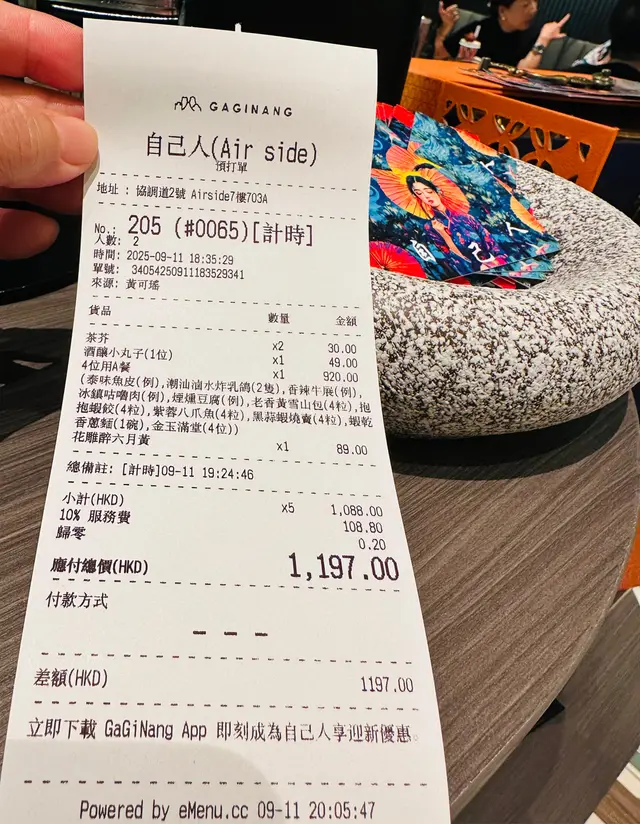 GAGINANG
自己人(Air side)
預打單
地址 : 協調道2號 Airside7樓703A
No.: 205 (#0065)[計時]
人數: 2
時間: 2025-09-11 18:35:29
單號: 34054250911183529341
來源: 黃可瑤
貨品 數量 金額
茶芥 x2 30.00
酒釀小丸子(1位) x1 49.00
4位用A餐 x1 920.00
(泰味魚皮(例),潮汕滷水炸乳鴿(2隻),香辣牛展(例),
冰鎮咕嚕肉(例),煙燻豆腐(例),老香黃雪山包(4粒),抱
抱蝦餃(4粒),紫蓉八爪魚(4粒),黑蒜蝦燒賣(4粒),蝦乾
香蔥麵(1碗),金玉滿堂(4位))
花雕醉六月黃 x1 89.00
總備註: [計時]09-11 19:24:46
小計(HKD) x5 1,088.00
10% 服務費 108.80
歸零 0.20
應付總價(HKD) 1,197.00
付款方式
— — —
差額(HKD) 1197.00
立即下載 GaGiNang App 即刻成為自己人享迎新優惠。
Powered by eMenu.cc 09-11 20:05:47
人
己